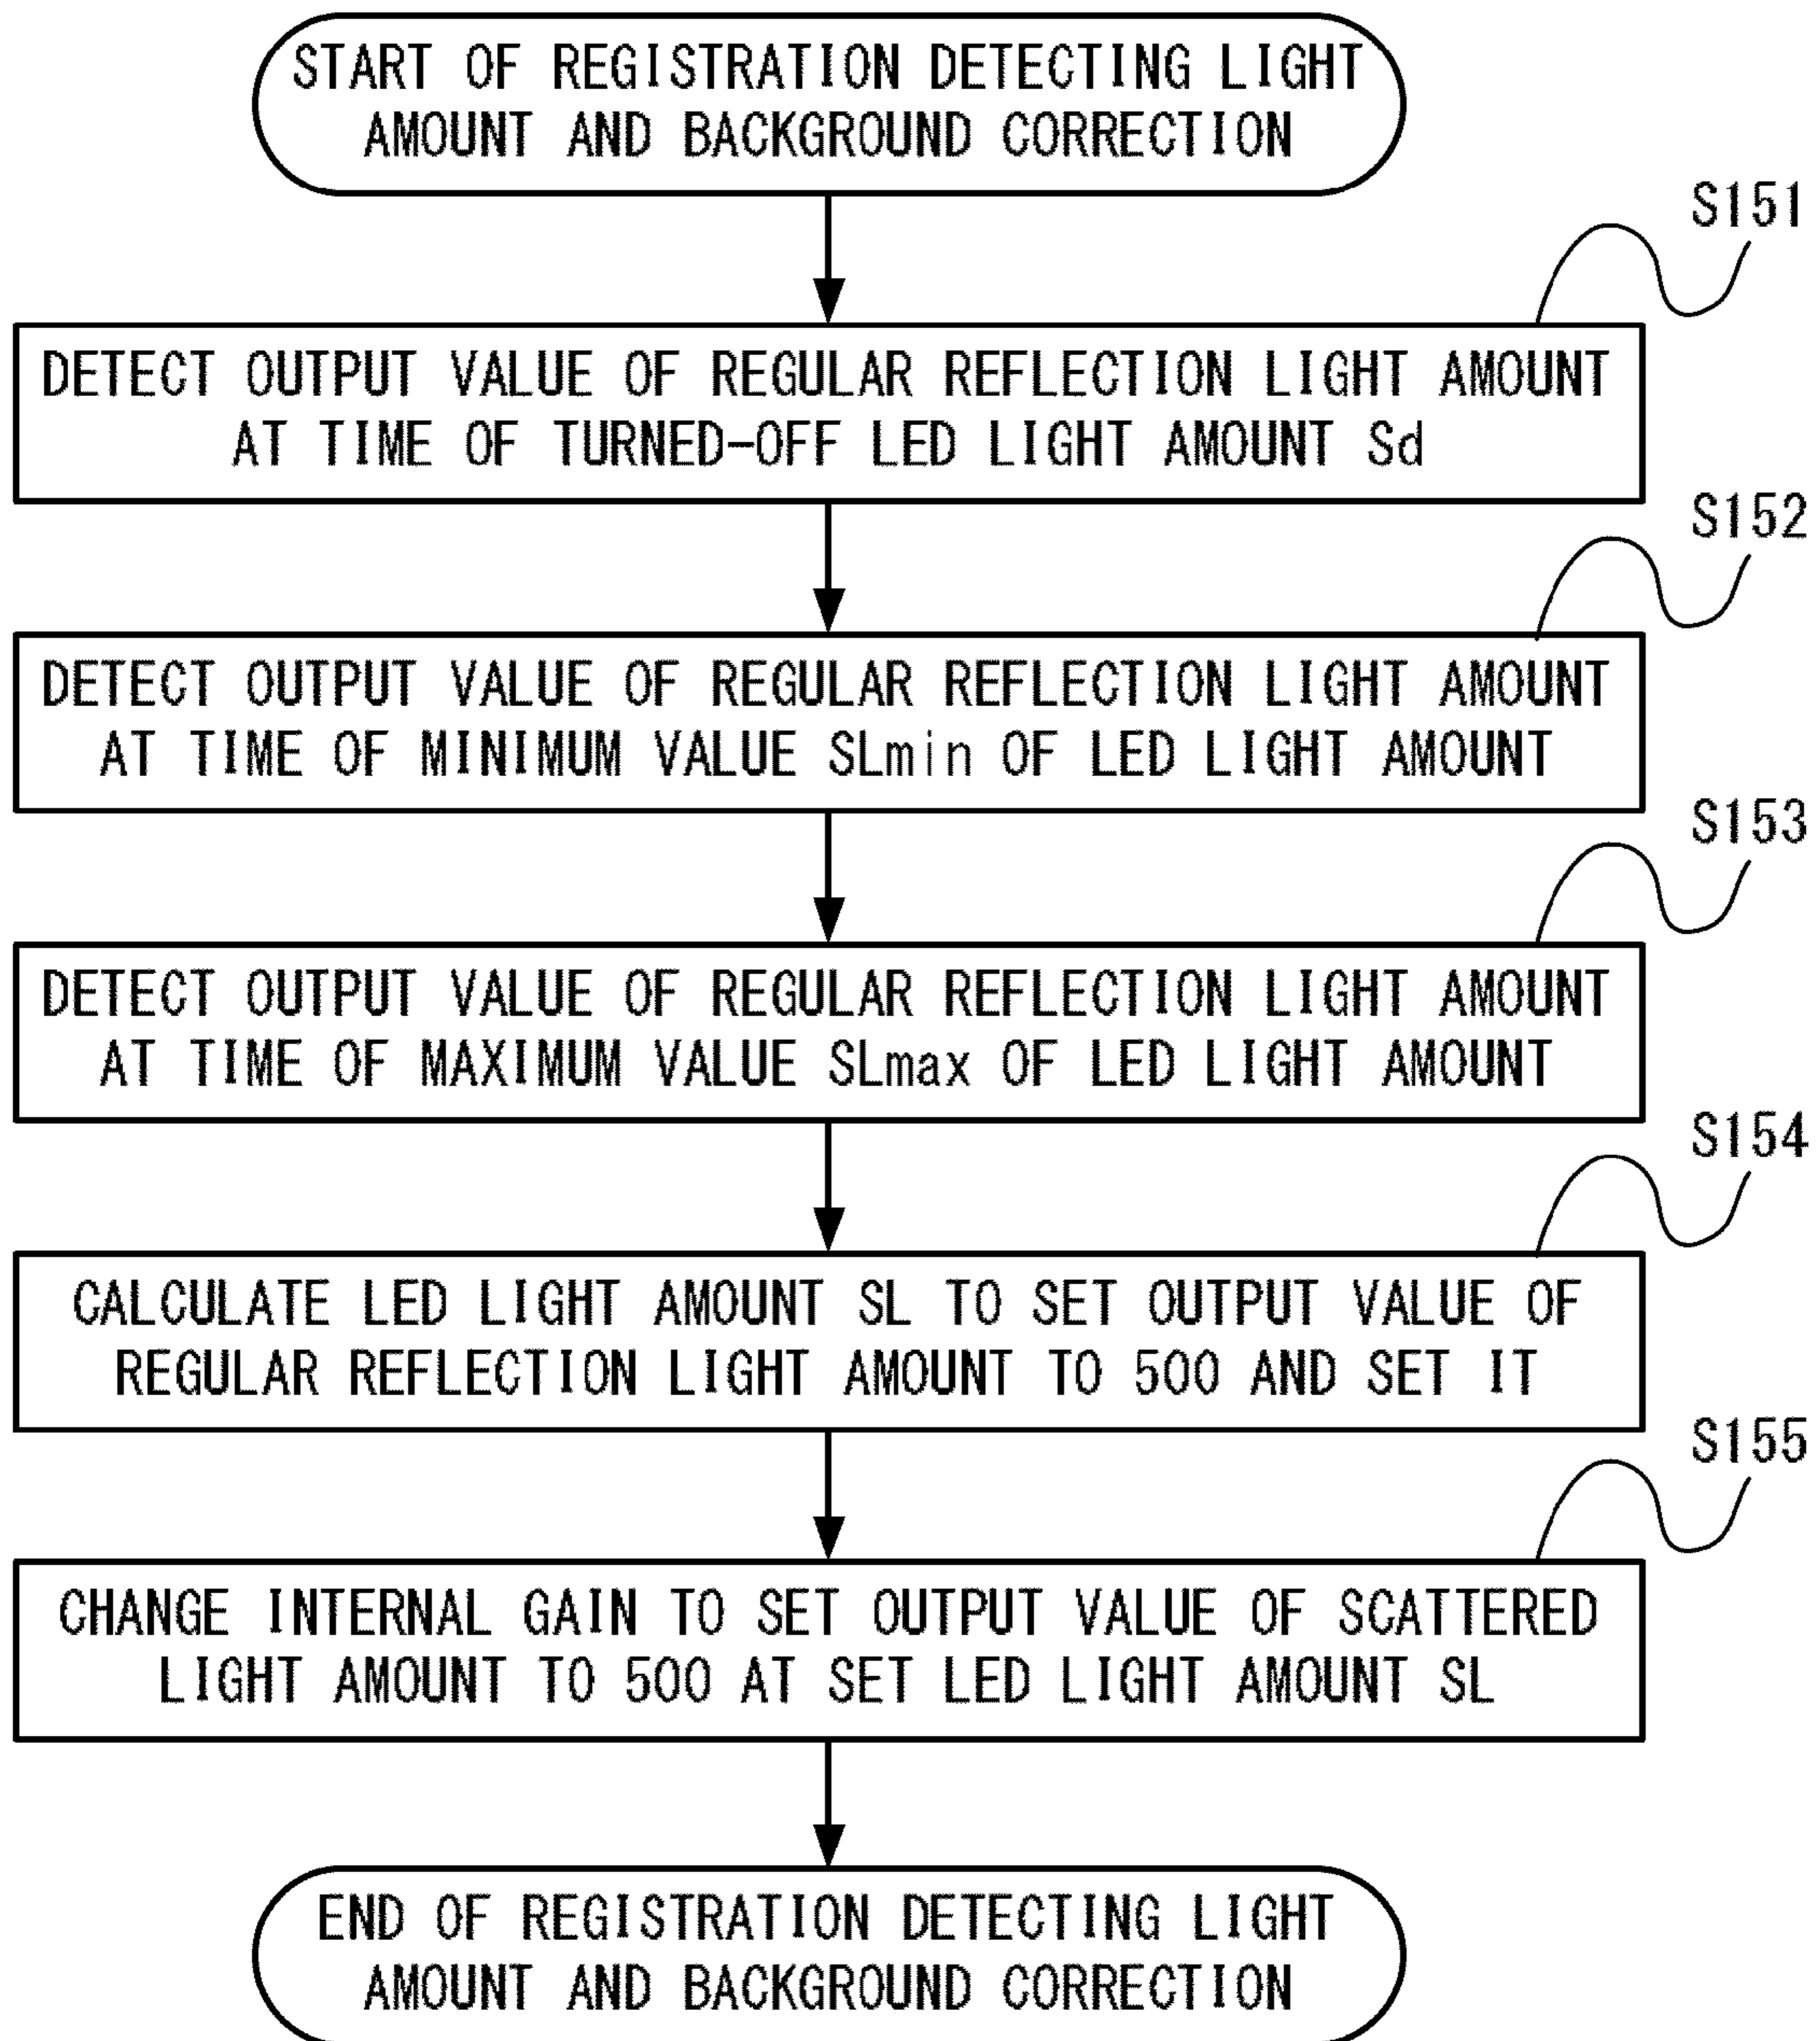 START OF REGISTRATION DETECTING LIGHT
AMOUNT AND BACKGROUND CORRECTION
S151
DETECT OUTPUT VALUE OF REGULAR REFLECTION LIGHT AMOUNT
AT TIME OF TURNED-OFF LED LIGHT AMOUNT Sd
S152
DETECT OUTPUT VALUE OF REGULAR REFLECTION LIGHT AMOUNT
AT TIME OF MINIMUM VALUE SLmin OF LED LIGHT AMOUNT
S153
DETECT OUTPUT VALUE OF REGULAR REFLECTION LIGHT AMOUNT
AT TIME OF MAXIMUM VALUE SLmax OF LED LIGHT AMOUNT
S154
CALCULATE LED LIGHT AMOUNT SL TO SET OUTPUT VALUE OF
REGULAR REFLECTION LIGHT AMOUNT TO 500 AND SET IT
S155
CHANGE INTERNAL GAIN TO SET OUTPUT VALUE OF SCATTERED
LIGHT AMOUNT TO 500 AT SET LED LIGHT AMOUNT SL
END OF REGISTRATION DETECTING LIGHT
AMOUNT AND BACKGROUND CORRECTION